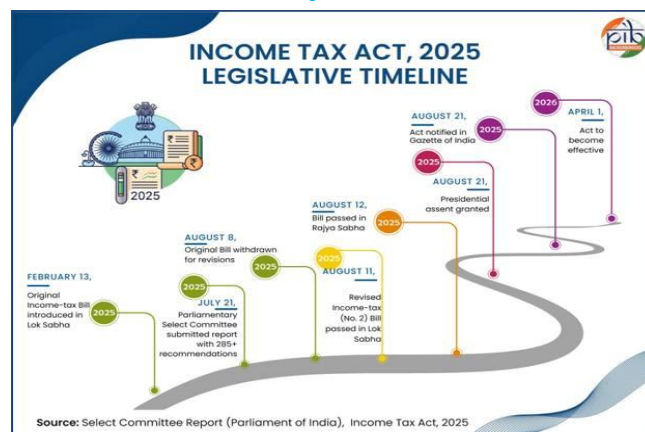 INCOME TAX ACT, 2025
LEGISLATIVE TIMELINE
pib
2025
FEBRUARY 13,
Original
Income-tax Bill
introduced in
Lok Sabha
2025
2025
JULY 21,
Parliamentary
Select Committee
submitted report
with 285+
recommendations
AUGUST 8,
Original Bill withdrawn
for revisions
2025
2025
AUGUST 11,
Revised
Income-tax
(No. 2) Bill
passed in Lok
Sabha
AUGUST 12,
Bill passed in
Rajya Sabha
2025
2025
AUGUST 21,
Presidential
assent granted
AUGUST 21,
Act notified in
Gazette of India
2025
2026
APRIL 1,
Act to
become
effective
Source: Select Committee Report (Parliament of India), Income Tax Act, 2025